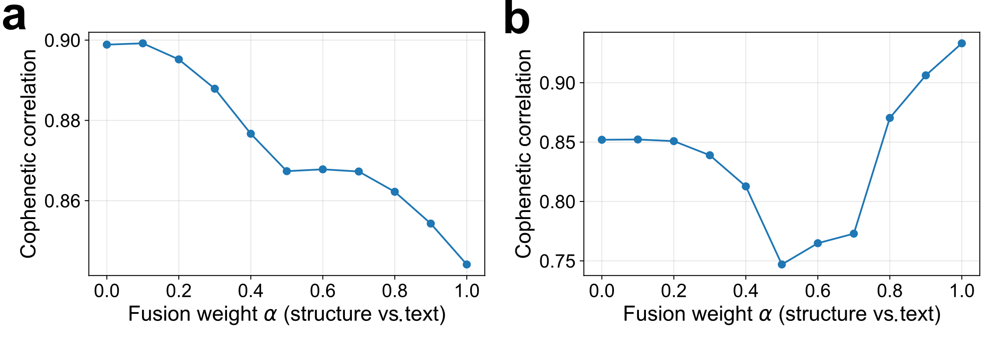 a
0.90
0.88
0.86
Cophenetic correlation
0.0 0.2 0.4 0.6 0.8 1.0
Fusion weight α (structure vs. text)
b
0.90
0.85
0.80
0.75
Cophenetic correlation
0.0 0.2 0.4 0.6 0.8 1.0
Fusion weight α (structure vs. text)